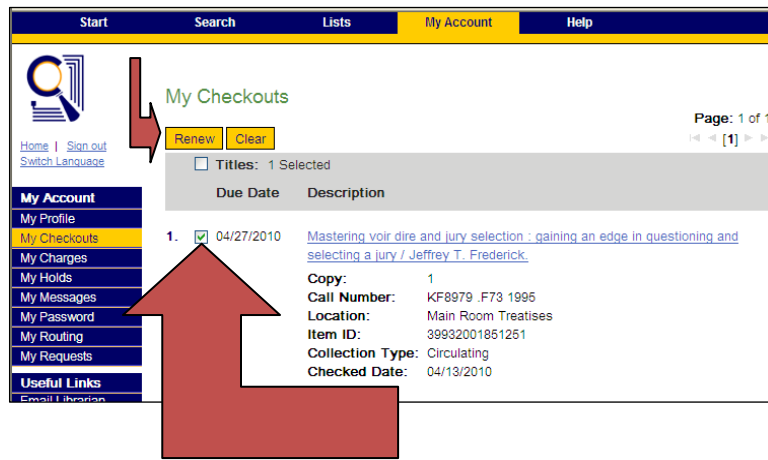 Start Search Lists My Account Help
My Checkouts
Page: 1 of 1
Renew Clear
[1]
Home | Sign out
Switch Language
Titles: 1 Selected
Due Date Description
My Account
My Profile
My Checkouts
My Charges
My Holds
My Messages
My Password
My Routing
My Requests
Useful Links
Email Librarian
1. 04/27/2010 Mastering voir dire and jury selection : gaining an edge in questioning and
selecting a jury / Jeffrey T. Frederick.
Copy: 1
Call Number: KF8979 .F73 1995
Location: Main Room Treatises
Item ID: 39932001851251
Collection Type: Circulating
Checked Date: 04/13/2010